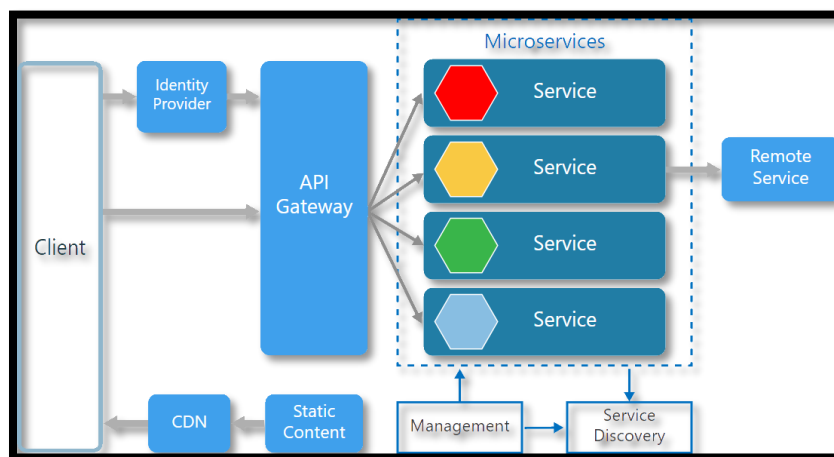 Microservices
Identity
Provider
Service
API
Gateway
Service
Remote
Service
Client
Service
Service
CDN
Static
Content
Management
Service
Discovery